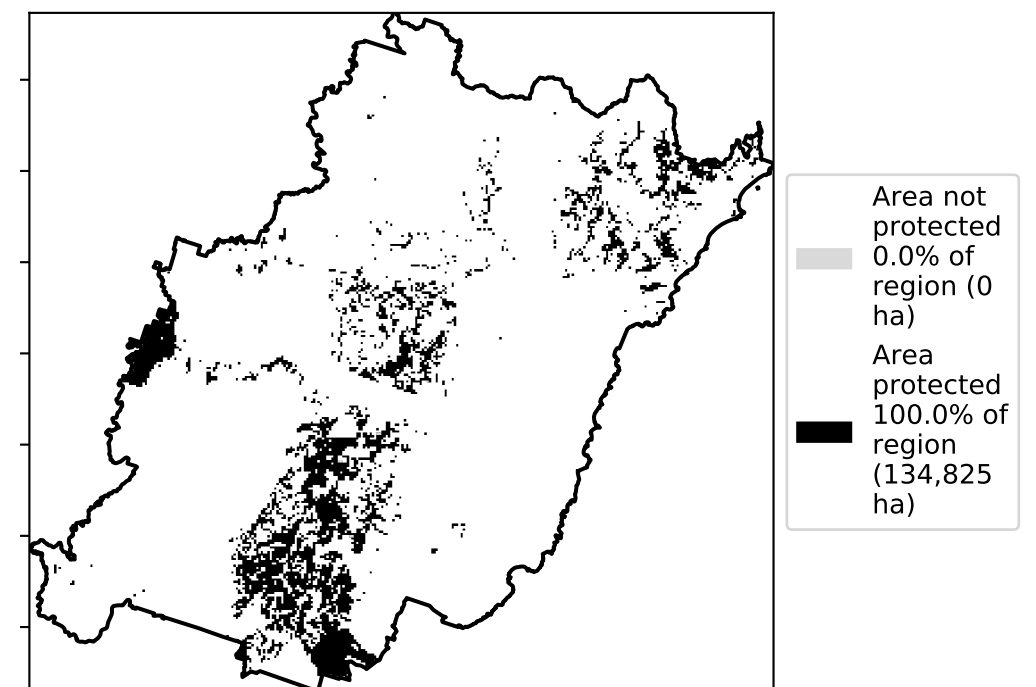 Area not
protected
0.0% of
region (0
ha)
Area
protected
100.0% of
region
(134,825
ha)